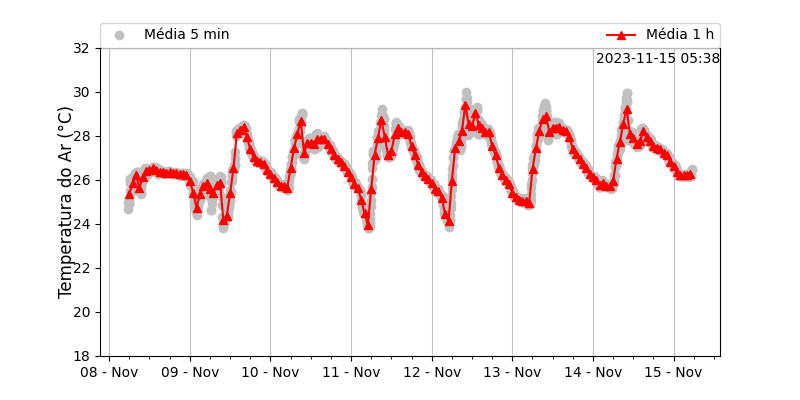 Média 5 min
Média 1 h
2023-11-15 05:38
Temperatura do Ar (°C)
32
30
28
26
24
22
20
18
08 - Nov
09 - Nov
10 - Nov
11 - Nov
12 - Nov
13 - Nov
14 - Nov
15 - Nov